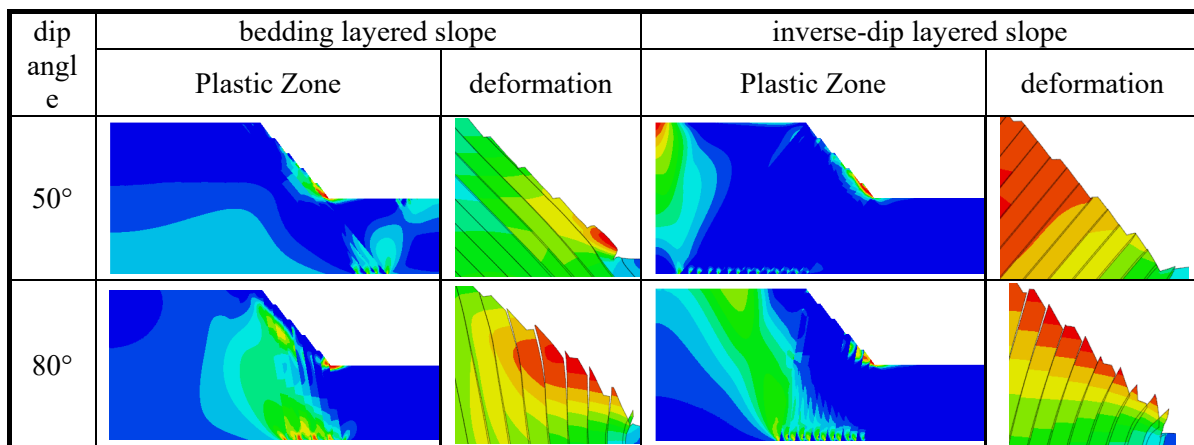 dip
angl
e
bedding layered slope
inverse-dip layered slope
Plastic Zone
deformation
Plastic Zone
deformation
50°
80°